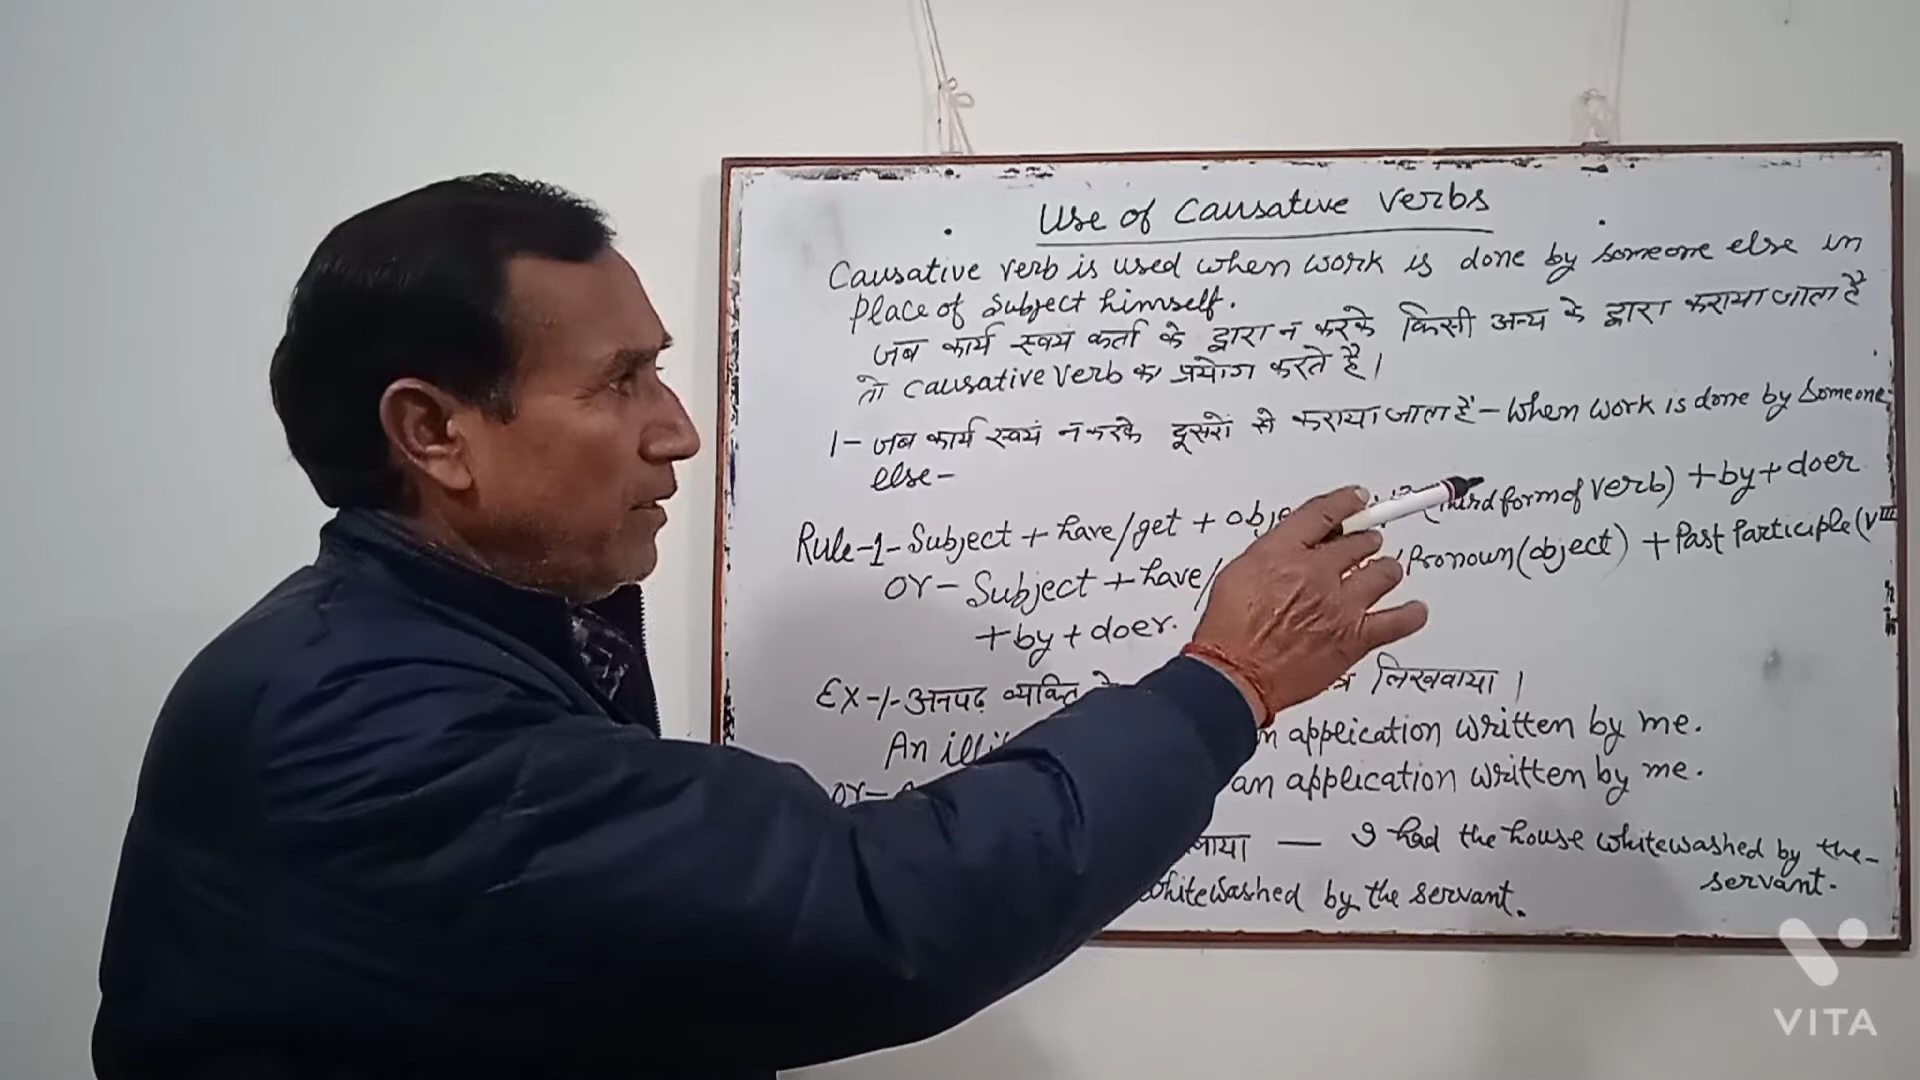 Use of Causative Verbs
Causative verb is used when work is done by someone else in
place of subject himself.
जब कार्य स्वयं कर्ता के द्वारा न करके किसी अन्य के द्वारा कराया जाता है
तो Causative Verb का प्रयोग करते है।
1- जब कार्य स्वयं न करके दूसरों से कराया जाता है - When work is done by Someone
else-
Rule-1- Subject + have/get + obje form of verb) + by + doer
or- Subject + have/ Pronoun (object) + Past Participle (VIII
+ by + doer.
Ex-1- अनपढ़ व्यक्ति लिखवाया।
An application written by me.
or- an application written by me.
— I had the house whitewashed by the-
servant.
whitewashed by the servant.
VITA